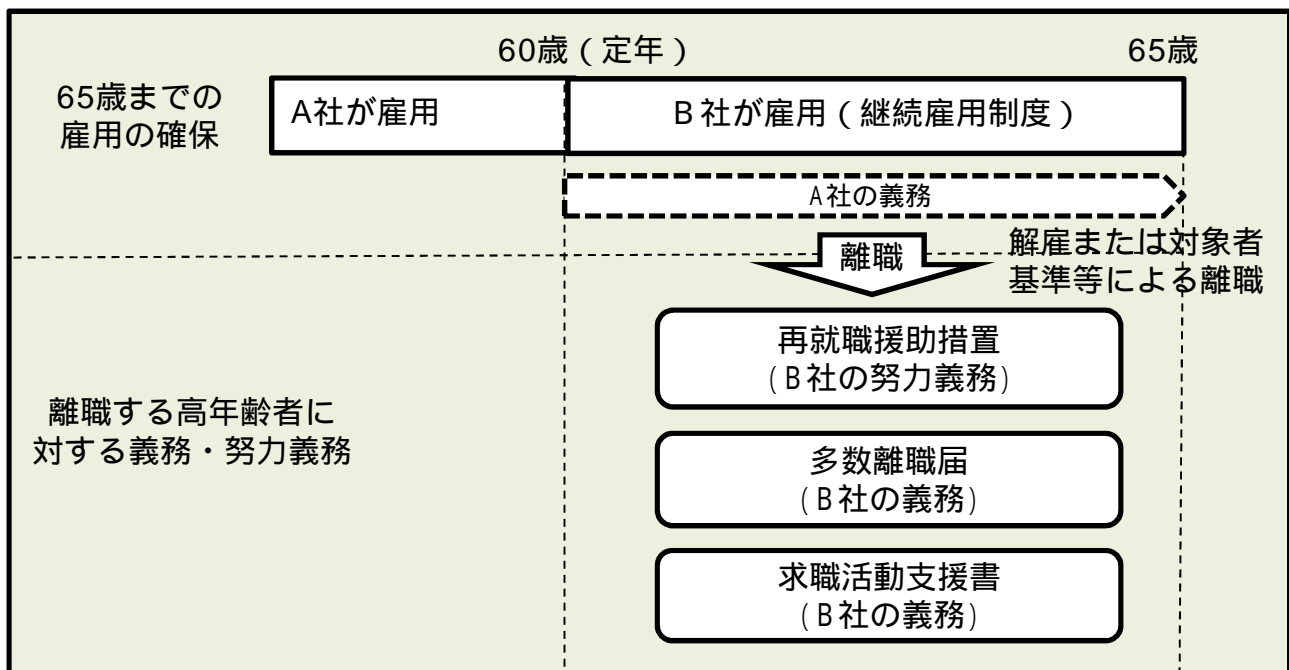 60歳(定年)
65歳
65歳までの
雇用の確保
A社が雇用
B社が雇用(継続雇用制度)
A社の義務
離職
解雇または対象者
基準等による離職
離職する高年齢者に
対する義務・努力義務
再就職援助措置
(B社の努力義務)
多数離職届
(B社の義務)
求職活動支援書
(B社の義務)